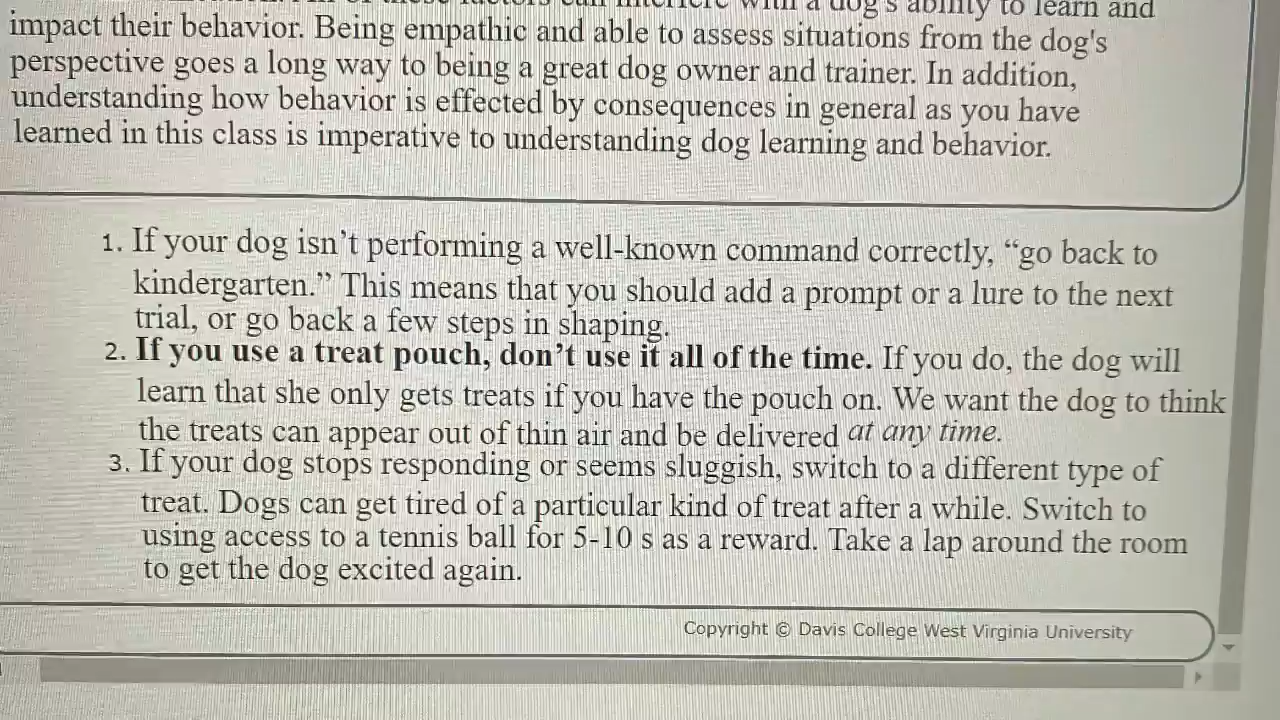 with a dog's ability to learn and
impact their behavior. Being empathic and able to assess situations from the dog's
perspective goes a long way to being a great dog owner and trainer. In addition,
understanding how behavior is effected by consequences in general as you have
learned in this class is imperative to understanding dog learning and behavior.
1. If your dog isn’t performing a well-known command correctly, “go back to
kindergarten.” This means that you should add a prompt or a lure to the next
trial, or go back a few steps in shaping.
2. If you use a treat pouch, don’t use it all of the time. If you do, the dog will
learn that she only gets treats if you have the pouch on. We want the dog to think
the treats can appear out of thin air and be delivered at any time.
3. If your dog stops responding or seems sluggish, switch to a different type of
treat. Dogs can get tired of a particular kind of treat after a while. Switch to
using access to a tennis ball for 5-10 s as a reward. Take a lap around the room
to get the dog excited again.
Copyright © Davis College West Virginia University